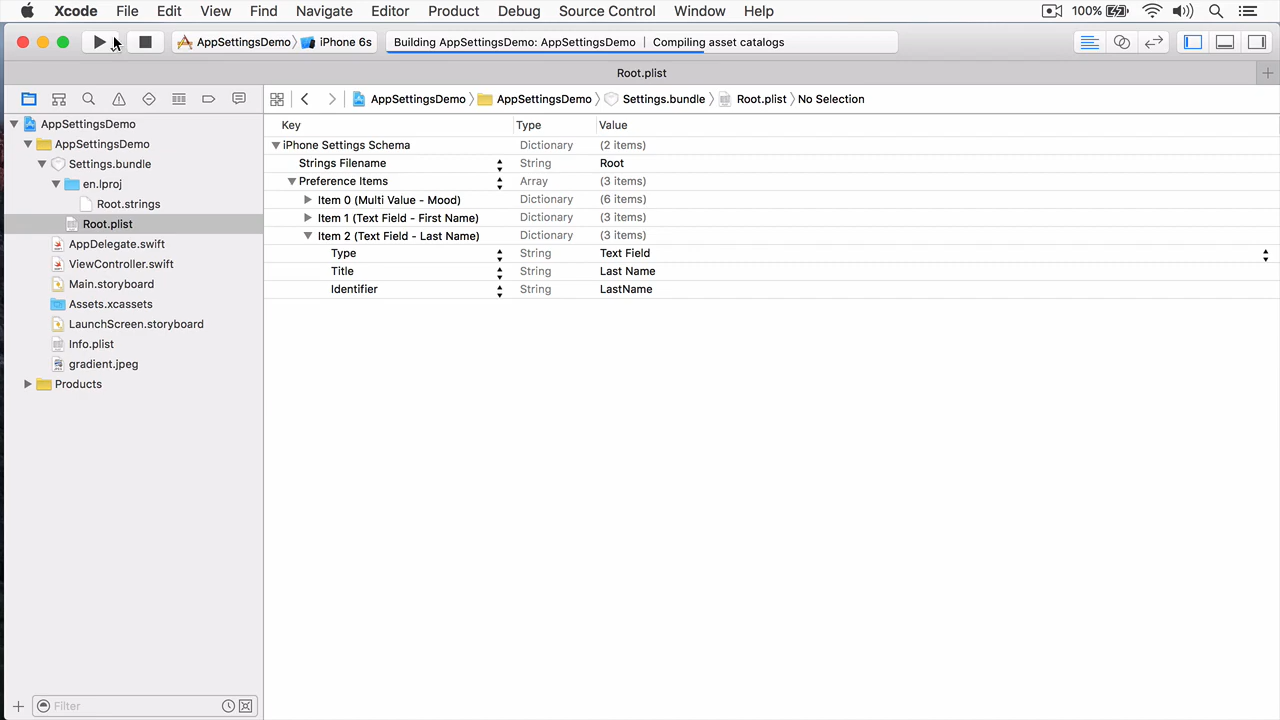 Xcode File Edit View Find Navigate Editor Product Debug Source Control Window Help 100%
AppSettingsDemo iPhone 6s Building AppSettingsDemo: AppSettingsDemo | Compiling asset catalogs
Root.plist
AppSettingsDemo AppSettingsDemo Settings.bundle Root.plist No Selection
AppSettingsDemo
AppSettingsDemo
Settings.bundle
en.lproj
Root.strings
Root.plist
AppDelegate.swift
ViewController.swift
Main.storyboard
Assets.xcassets
LaunchScreen.storyboard
Info.plist
gradient.jpeg
Products
Filter
Key Type Value
iPhone Settings Schema Dictionary (2 items)
Strings Filename String Root
Preference Items Array (3 items)
Item 0 (Multi Value - Mood) Dictionary (6 items)
Item 1 (Text Field - First Name) Dictionary (3 items)
Item 2 (Text Field - Last Name) Dictionary (3 items)
Type String Text Field
Title String Last Name
Identifier String LastName